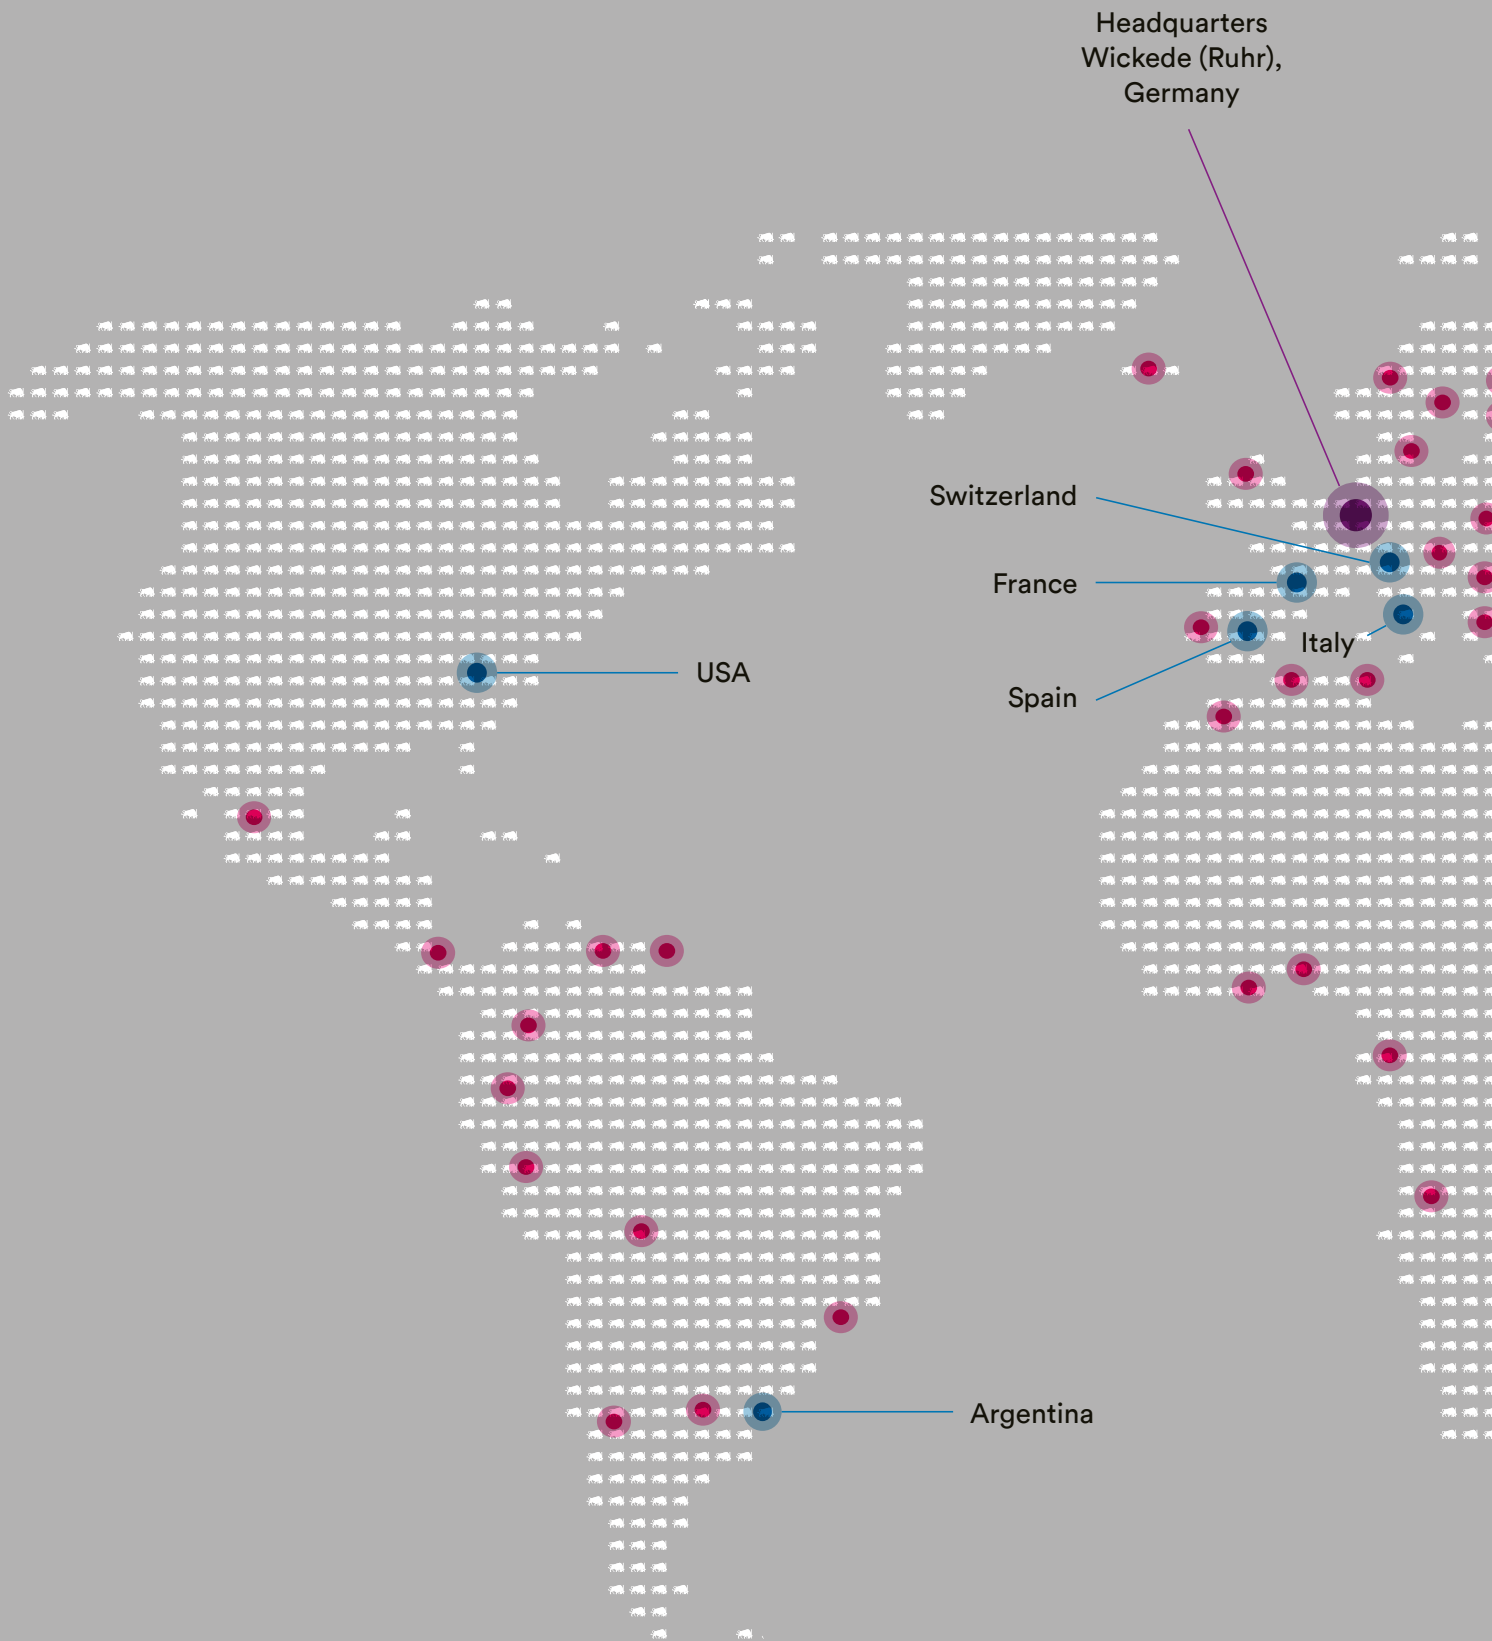 Headquarters
Wickede (Ruhr),
Germany
Switzerland
France
Italy
USA
Spain
Argentina